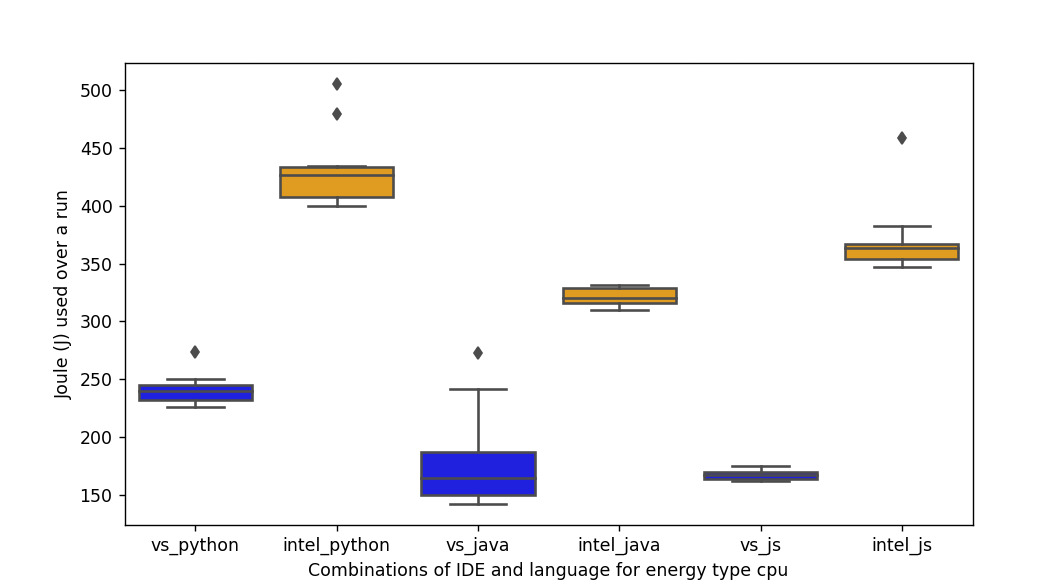 500
450
400
350
300
250
200
150
Joule (J) used over a run
vs_python intel_python vs_java intel_java vs_js intel_js
Combinations of IDE and language for energy type cpu